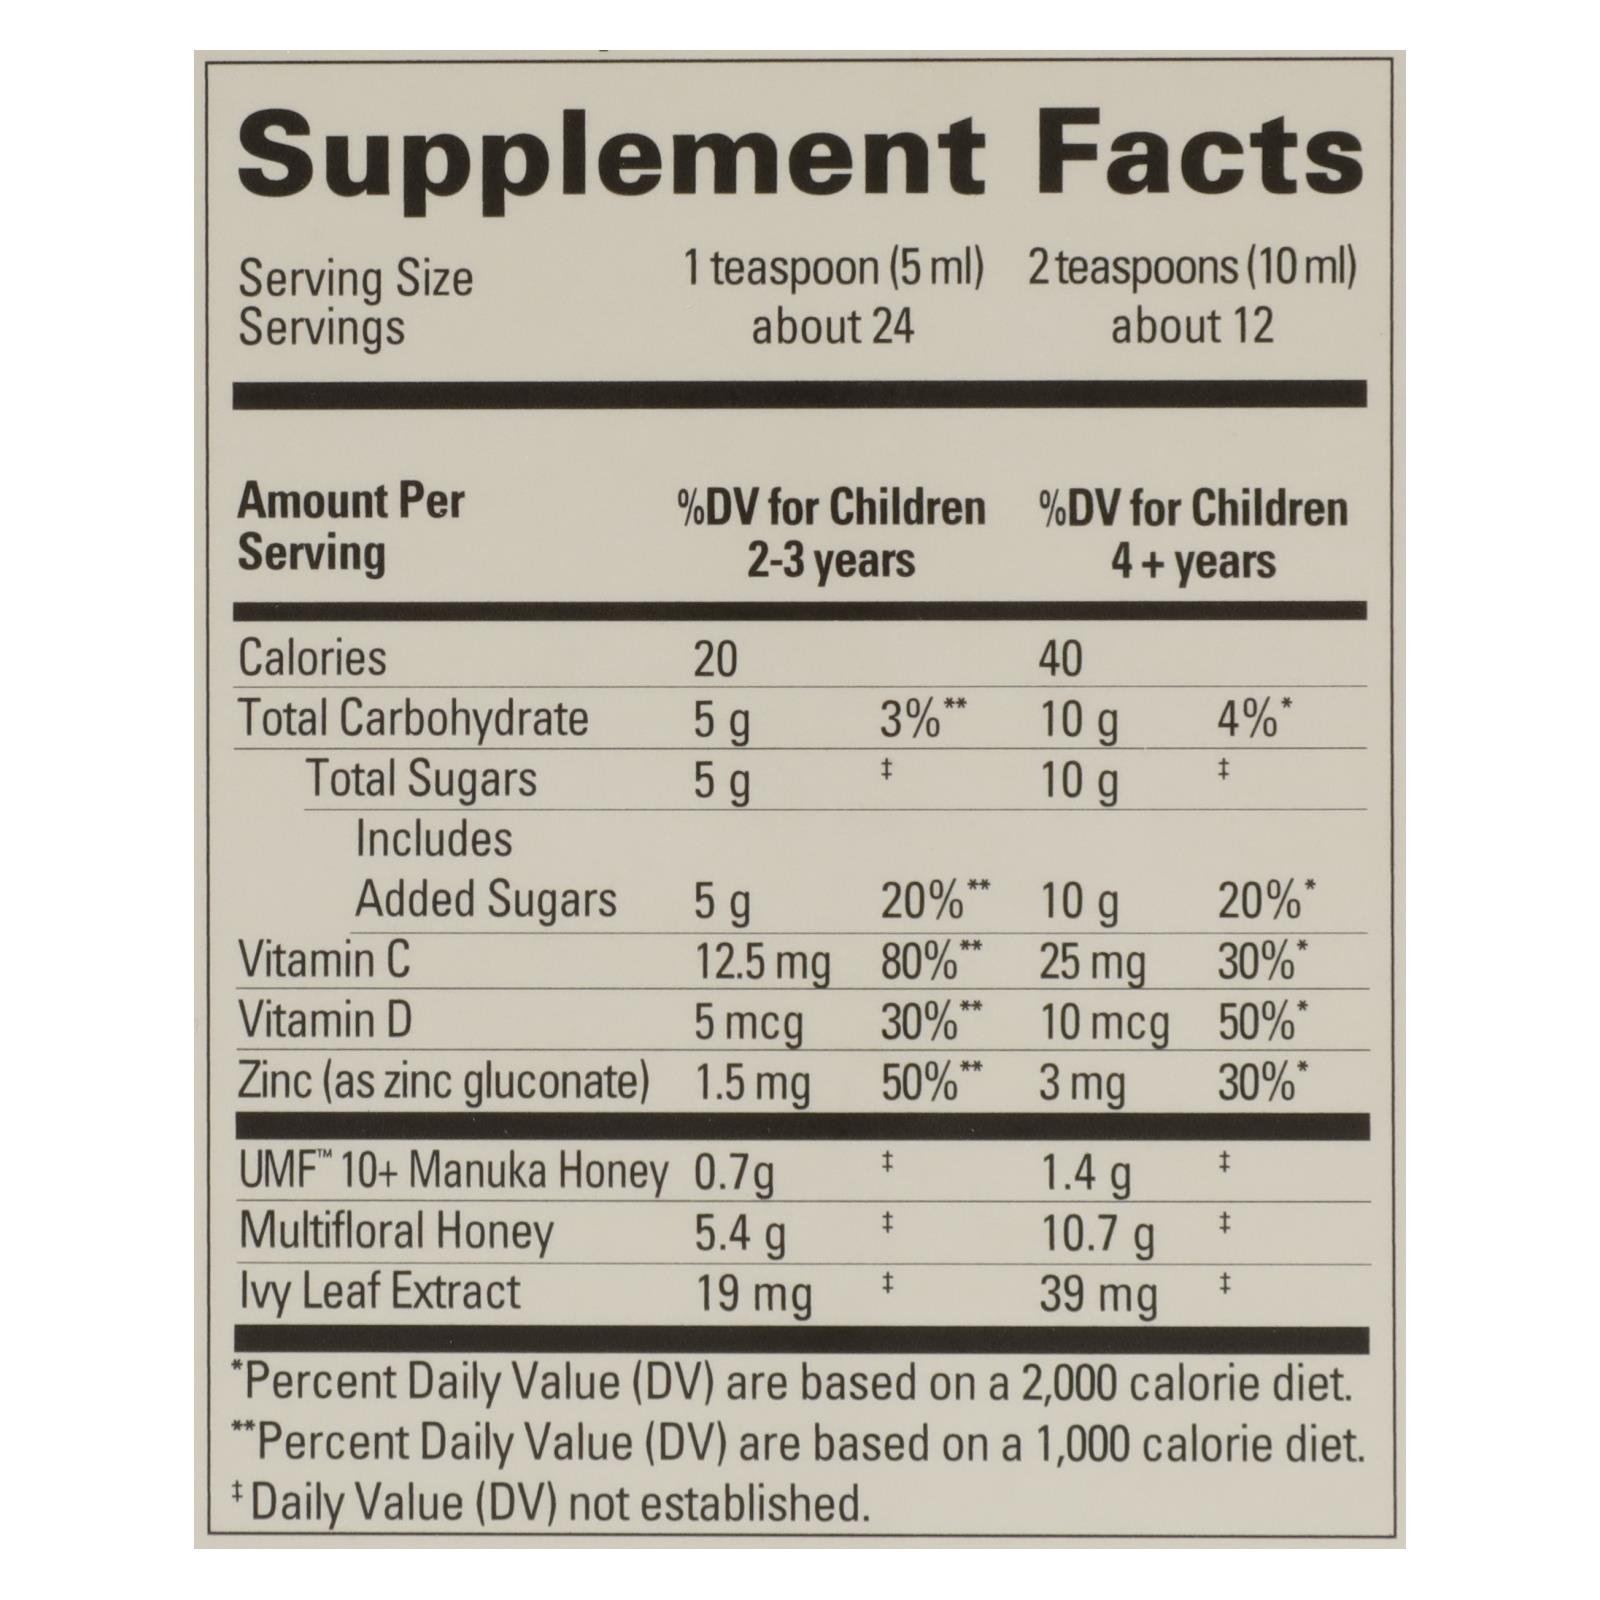 Supplement Facts
Serving Size 1 teaspoon (5 ml) 2 teaspoons (10 ml)
Servings about 24 about 12
Amount Per Serving %DV for Children 2-3 years %DV for Children 4 + years
Calories 20 40
Total Carbohydrate 5 g 3%** 10 g 4%*
Total Sugars 5 g ‡ 10 g ‡
Includes
Added Sugars 5 g 20%** 10 g 20%*
Vitamin C 12.5 mg 80%** 25 mg 30%*
Vitamin D 5 mcg 30%** 10 mcg 50%*
Zinc (as zinc gluconate) 1.5 mg 50%** 3 mg 30%*
UMF™ 10+ Manuka Honey 0.7g ‡ 1.4 g ‡
Multifloral Honey 5.4 g ‡ 10.7 g ‡
Ivy Leaf Extract 19 mg ‡ 39 mg ‡
*Percent Daily Value (DV) are based on a 2,000 calorie diet.
**Percent Daily Value (DV) are based on a 1,000 calorie diet.
‡Daily Value (DV) not established.